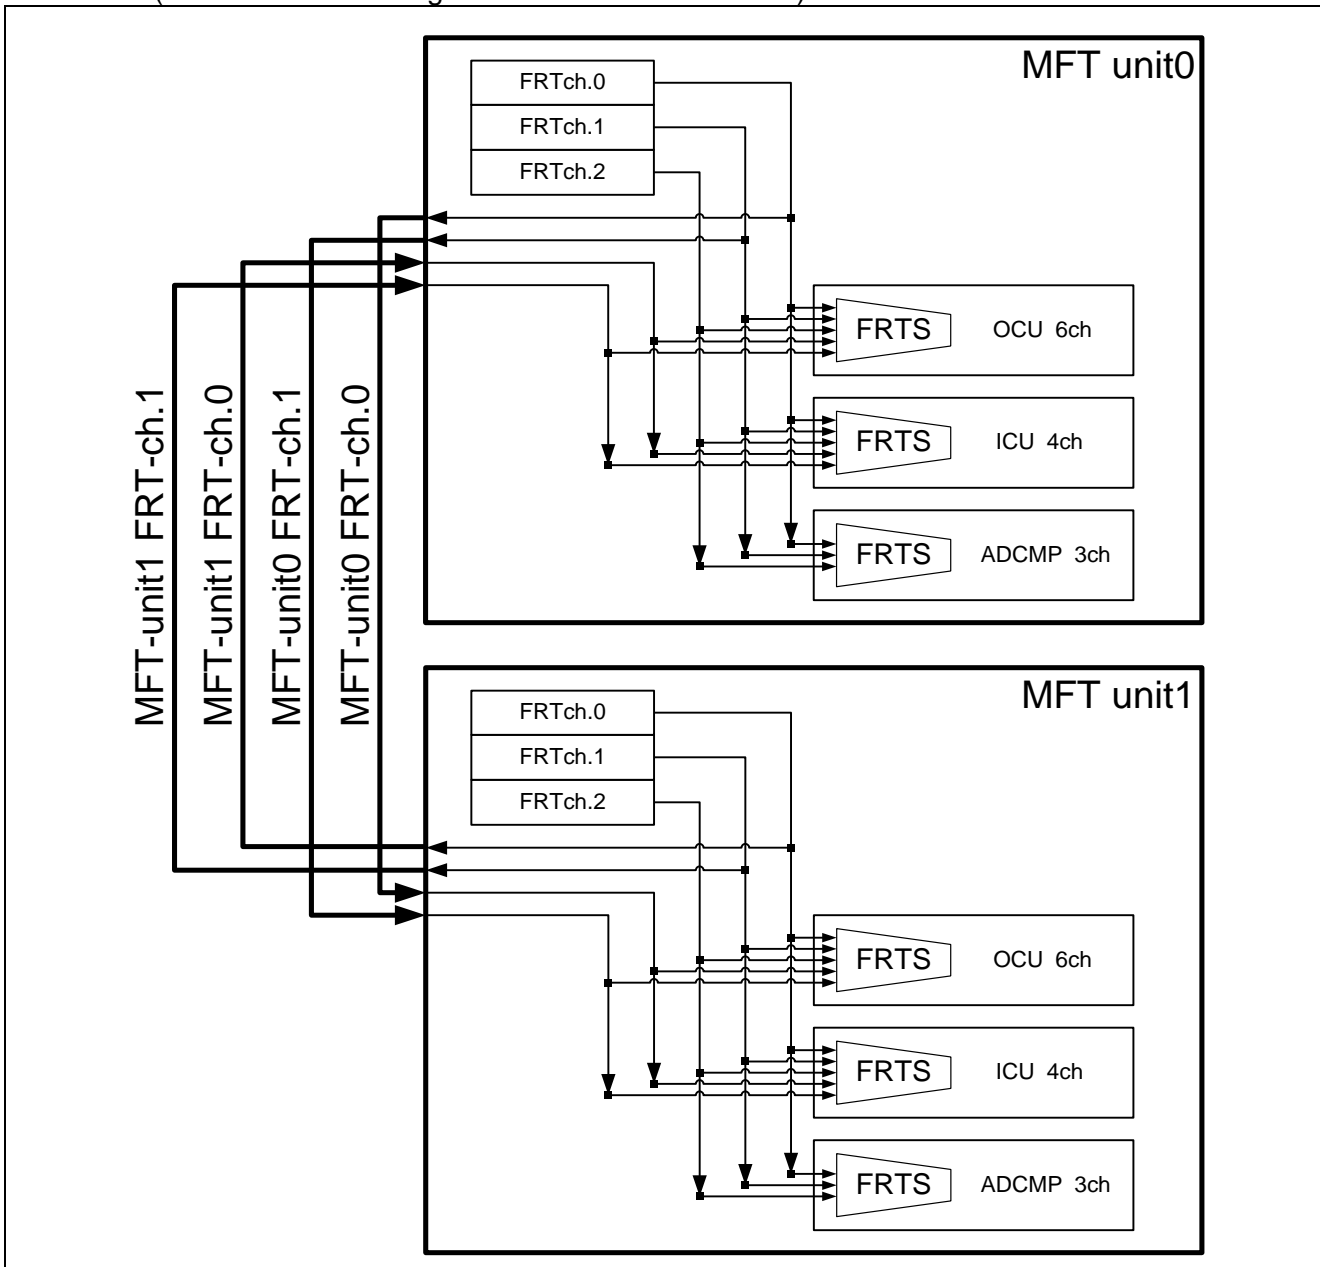 MFT unit0
FRTch.0
FRTch.1
FRTch.2
FRTS OCU 6ch
FRTS ICU 4ch
FRTS ADCMP 3ch
MFT-unit1 FRT-ch.1
MFT-unit1 FRT-ch.0
MFT-unit0 FRT-ch.1
MFT-unit0 FRT-ch.0
MFT unit1
FRTch.0
FRTch.1
FRTch.2
FRTS OCU 6ch
FRTS ICU 4ch
FRTS ADCMP 3ch